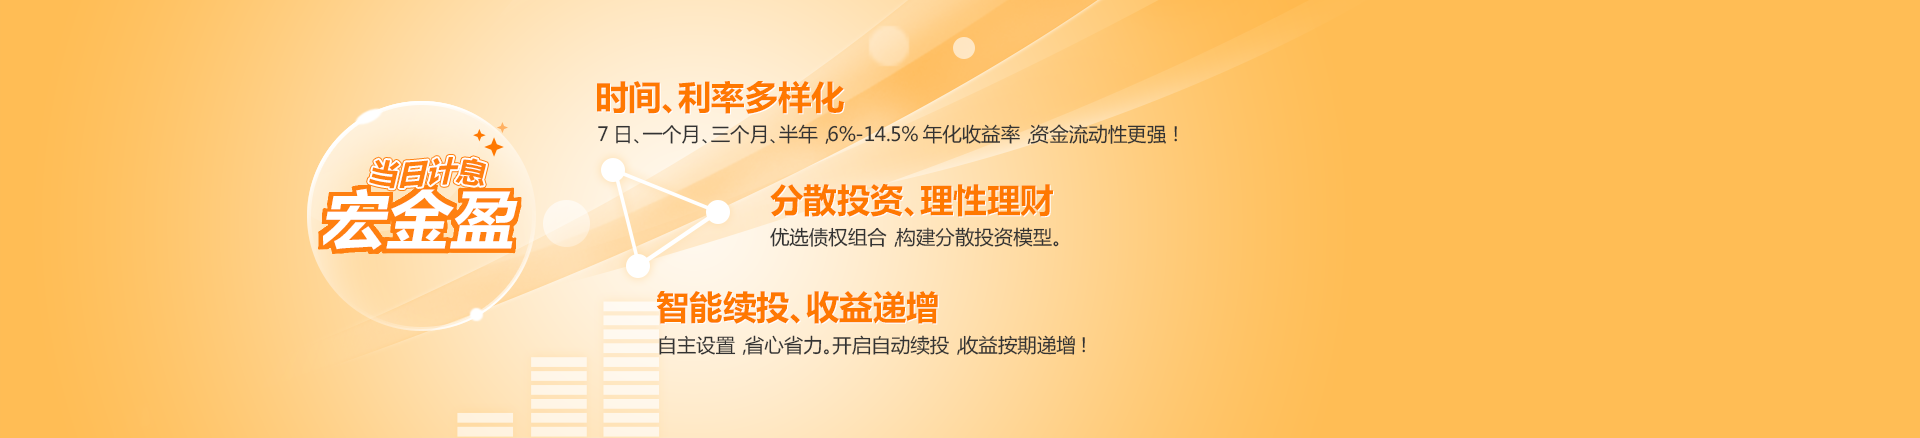 当日计息
宏金盈
时间、利率多样化
7 日、一个月、三个月、半年 ,6%-14.5% 年化收益率 ,资金流动性更强！
分散投资、理性理财
优选债权组合 ,构建分散投资模型。
智能续投、收益递增
自主设置 ,省心省力。开启自动续投 ,收益按期递增！